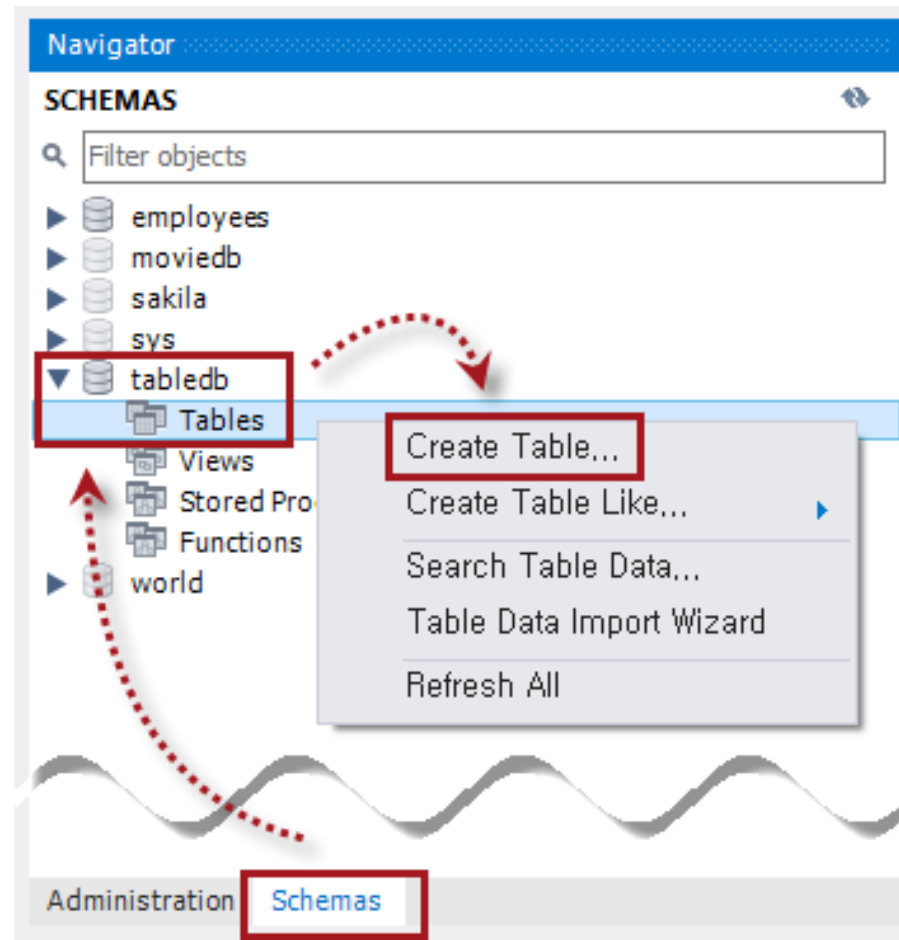 Navigator
SCHEMAS
Filter objects
employees
moviedb
sakila
sys
tabledb
Tables
Views
Stored Pro
Functions
world
Create Table...
Create Table Like...
Search Table Data...
Table Data Import Wizard
Refresh All
Administration Schemas